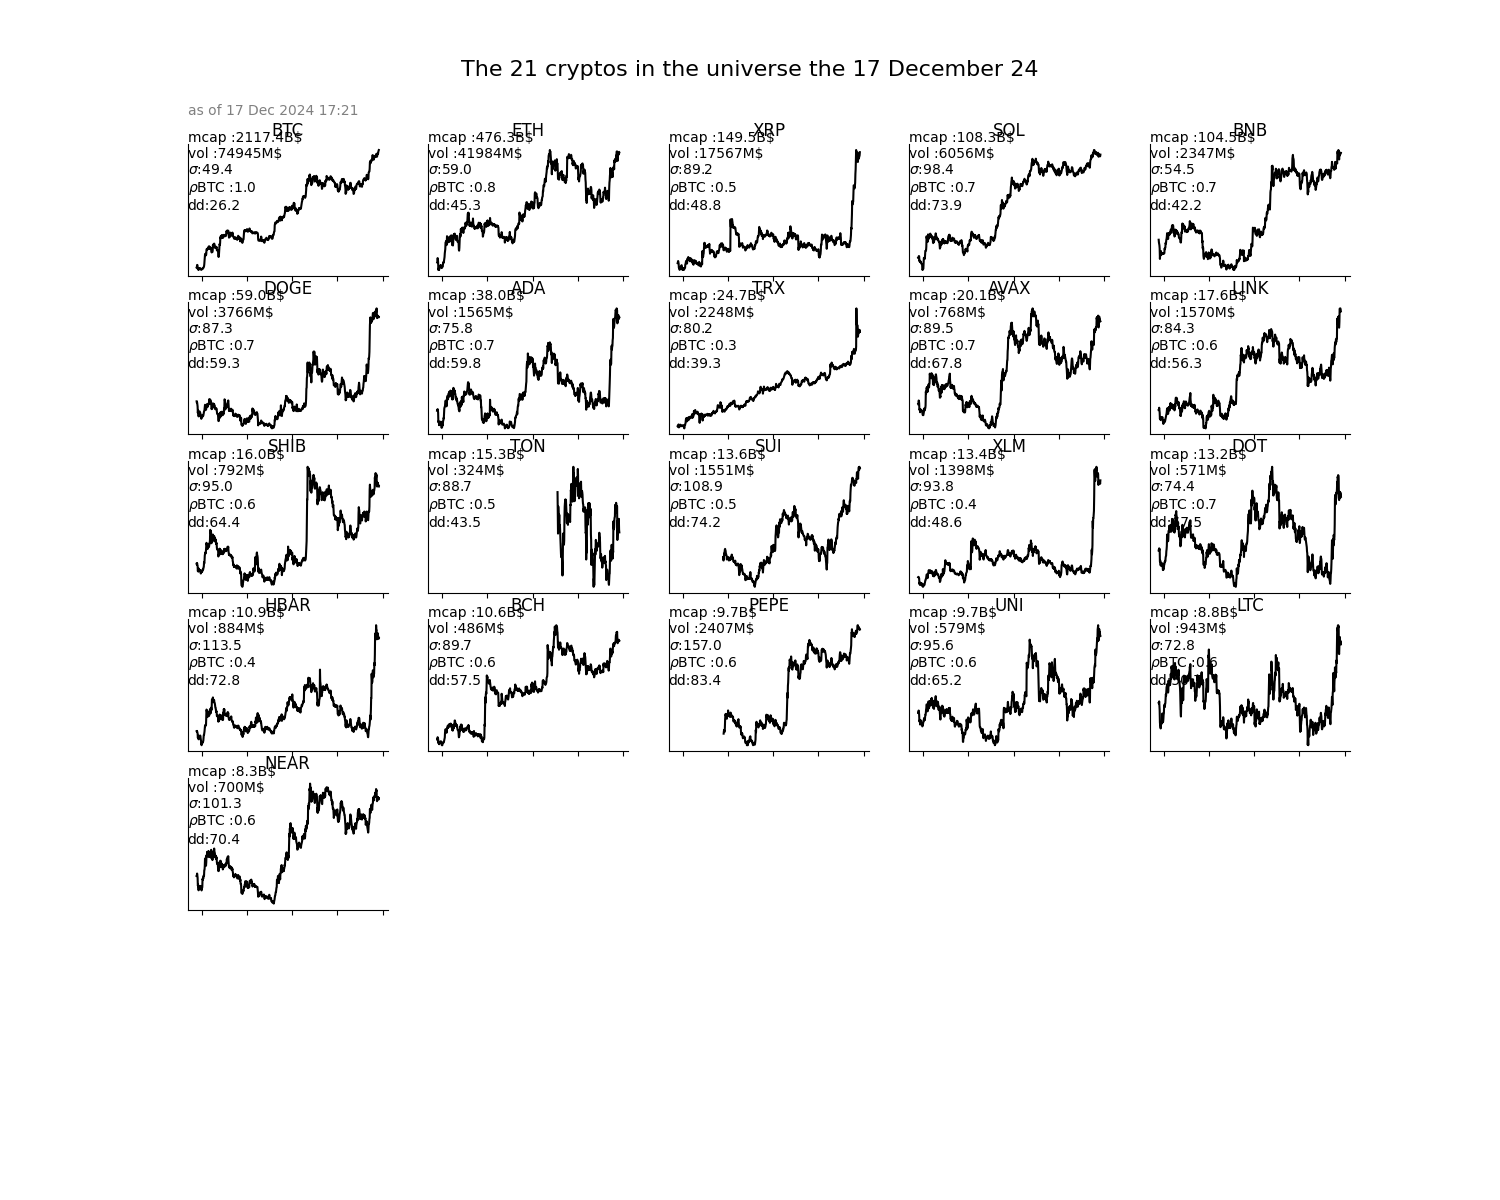 The 21 cryptos in the universe the 17 December 24
as of 17 Dec 2024 17:21
BTC
mcap :2117.4B$
vol :74945M$
σ:49.4
ρBTC :1.0
dd:26.2
ETH
mcap :476.3B$
vol :41984M$
σ:59.0
ρBTC :0.8
dd:45.3
XRP
mcap :149.5B$
vol :17567M$
σ:89.2
ρBTC :0.5
dd:48.8
SOL
mcap :108.3B$
vol :6056M$
σ:98.4
ρBTC :0.7
dd:73.9
BNB
mcap :104.5B$
vol :2347M$
σ:54.5
ρBTC :0.7
dd:42.2
DOGE
mcap :59.0B$
vol :3766M$
σ:87.3
ρBTC :0.7
dd:59.3
ADA
mcap :38.0B$
vol :1565M$
σ:75.8
ρBTC :0.7
dd:59.8
TRX
mcap :24.7B$
vol :2248M$
σ:80.2
ρBTC :0.3
dd:39.3
AVAX
mcap :20.1B$
vol :768M$
σ:89.5
ρBTC :0.7
dd:67.8
LINK
mcap :17.6B$
vol :1570M$
σ:84.3
ρBTC :0.6
dd:56.3
SHIB
mcap :16.0B$
vol :792M$
σ:95.0
ρBTC :0.6
dd:64.4
TON
mcap :15.3B$
vol :324M$
σ:88.7
ρBTC :0.5
dd:43.5
SUI
mcap :13.6B$
vol :1551M$
σ:108.9
ρBTC :0.5
dd:74.2
XLM
mcap :13.4B$
vol :1398M$
σ:93.8
ρBTC :0.4
dd:48.6
DOT
mcap :13.2B$
vol :571M$
σ:74.4
ρBTC :0.7
HBAR
mcap :10.9B$
vol :884M$
σ:113.5
ρBTC :0.4
dd:72.8
BCH
mcap :10.6B$
vol :486M$
σ:89.7
ρBTC :0.6
dd:57.5
PEPE
mcap :9.7B$
vol :2407M$
σ:157.0
ρBTC :0.6
dd:83.4
UNI
mcap :9.7B$
vol :579M$
σ:95.6
ρBTC :0.6
dd:65.2
LTC
mcap :8.8B$
vol :943M$
σ:72.8
ρBTC :0.6
NEAR
mcap :8.3B$
vol :700M$
σ:101.3
ρBTC :0.6
dd:70.4